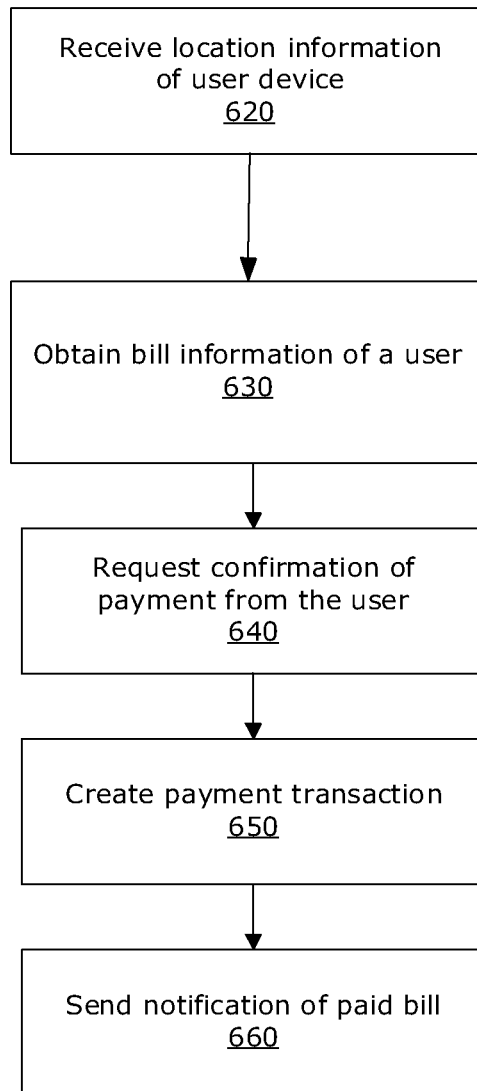 Receive location information
of user device
620
Obtain bill information of a user
630
Request confirmation of
payment from the user
640
Create payment transaction
650
Send notification of paid bill
660